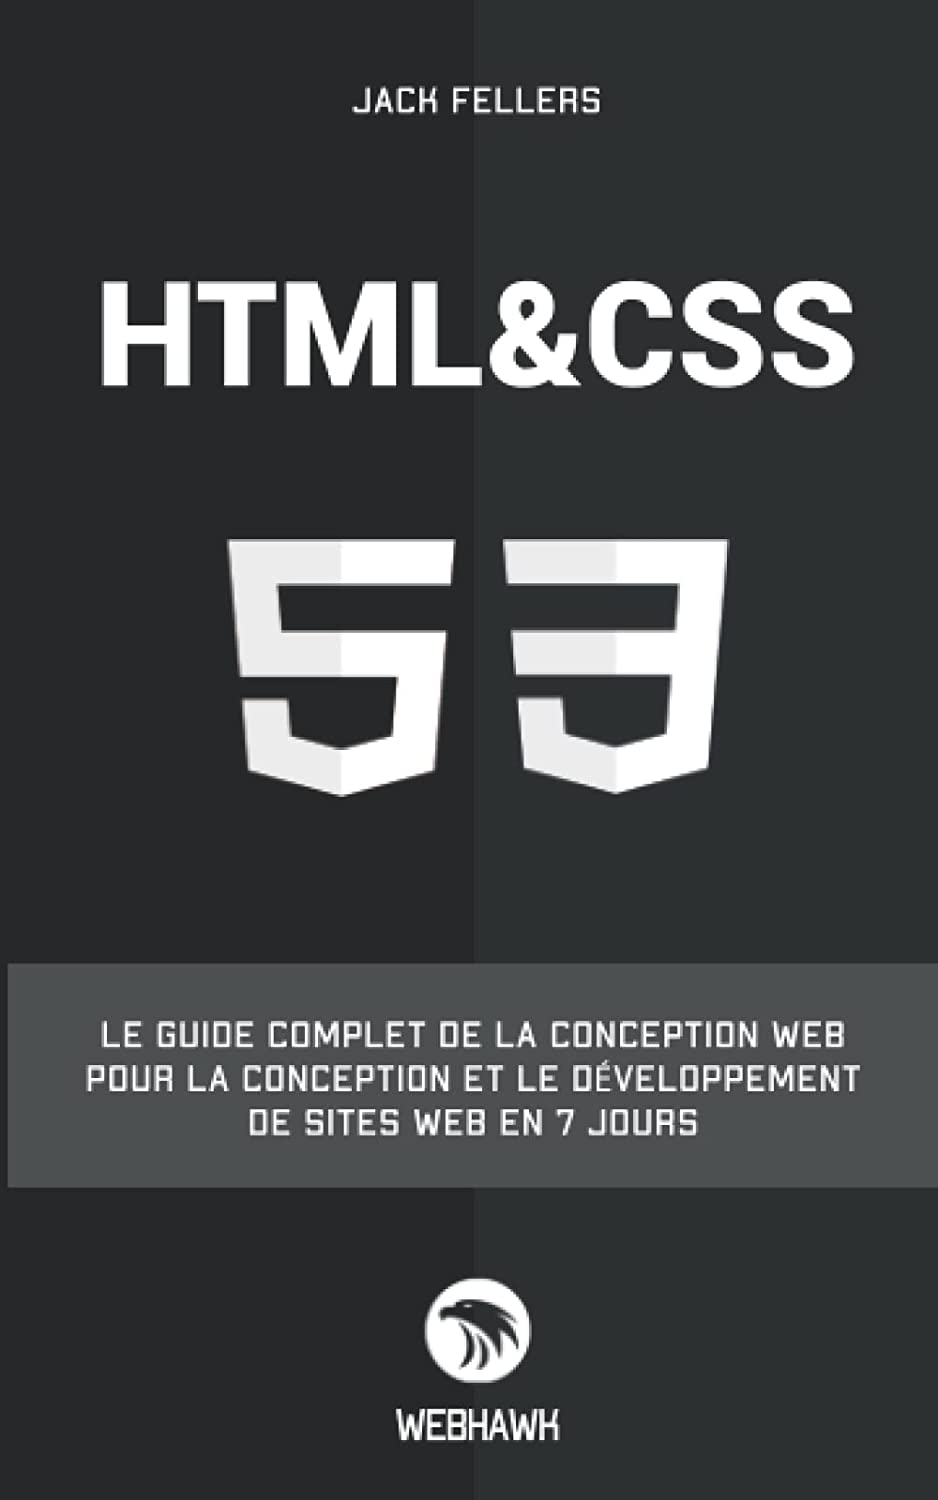 JACK FELLERS
HTML&CSS
5 3
LE GUIDE COMPLET DE LA CONCEPTION WEB
POUR LA CONCEPTION ET LE DÉVELOPPEMENT
DE SITES WEB EN 7 JOURS
WEBHAWK